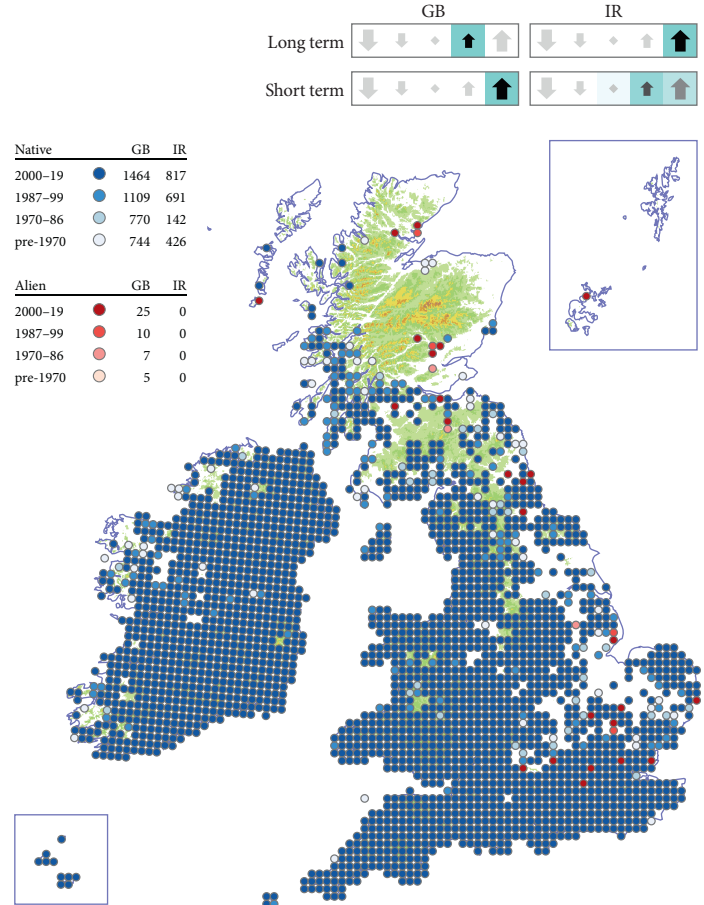 GB IR
Long term
Short term
Native GB IR
2000–19 1464 817
1987–99 1109 691
1970–86 770 142
pre-1970 744 426
Alien GB IR
2000–19 25 0
1987–99 10 0
1970–86 7 0
pre-1970 5 0